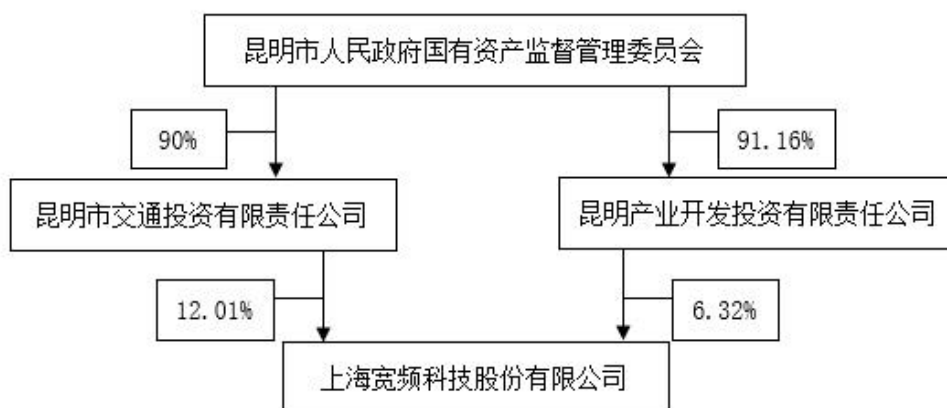 昆明市人民政府国有资产监督管理委员会
90%
91.16%
昆明市交通投资有限责任公司
昆明产业开发投资有限责任公司
12.01%
6.32%
上海宽频科技股份有限公司